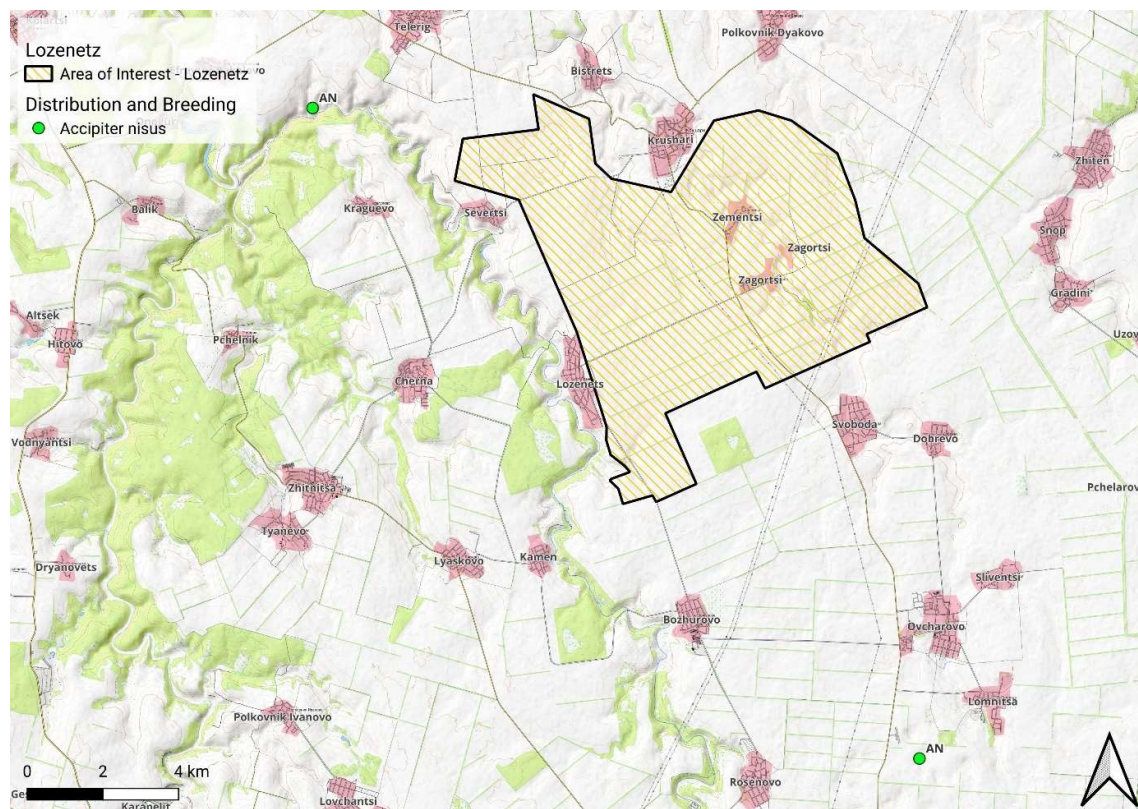 Telerig
Polkovnik Dyakovo
Lozenetz
Area of Interest - Lozenetz
Bistrets
Distribution and Breeding
AN
Accipiter nisus
Krushari
Zhiten
Balik
Kraguevo
Severtsi
Zementsi
Snop
Zagortsi
Zagortsi
Gradini
Altsek
Hitovo
Pchelnik
Uzov
Cherna
Lozenets
Svoboda
Dobrevo
Vodnyantsi
Zhitnitsa
Pchelarov
Tyanevo
Dryanovets
Lyaskovo
Kamen
Sliventsi
Bozhurovo
Ovcharovo
Lomnitsa
Polkovnik Ivanovo
AN
0 2 4 km
Rosenovo
Lovchantsi
Karapelit